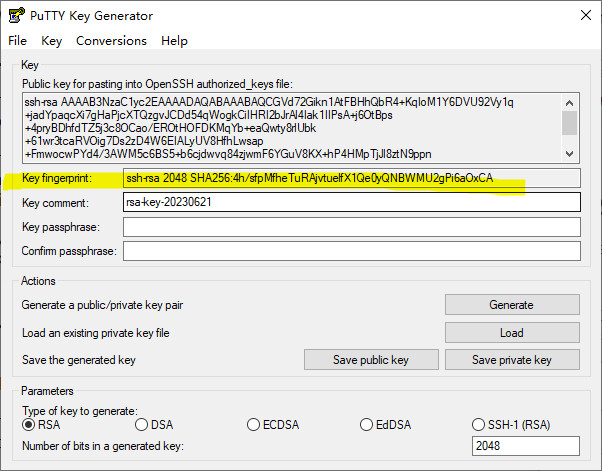 PuTTY Key Generator
File Key Conversions Help
Key
Public key for pasting into OpenSSH authorized_keys file:
ssh-rsa AAAAB3NzaC1yc2EAAAADAQABAAABAQCGVd72Gikn1AtFBHhQbR4+KqIoM1Y6DVU92Vy1q
+jadYpaqcXi7gHaPjcXTQzgvJCDd54qWogkCiIHRI2bJrAl4Iak1IIPsA+j6OtBps
+4pryBDhfdTZ5j3c8OCao/EROtHOFDKMqYb+eaQwty8rlUbk
+61wr3tcaRVOig7Ds2zD4W6EIALyUV8HfhLwsap
+FmwocwPYd4/3AWM5c6BS5+b6cjdwvq84zjwmF6YGuV8KX+hP4HMpTjJI8ztN9ppn
Key fingerprint: ssh-rsa 2048 SHA256:4h/sfpMfheTuRAjvtuelfX1Qe0yQNBWMU2gPi6aOxCA
Key comment: rsa-key-20230621
Key passphrase:
Confirm passphrase:
Actions
Generate a public/private key pair Generate
Load an existing private key file Load
Save the generated key Save public key Save private key
Parameters
Type of key to generate:
RSA DSA ECDSA EdDSA SSH-1 (RSA)
Number of bits in a generated key: 2048